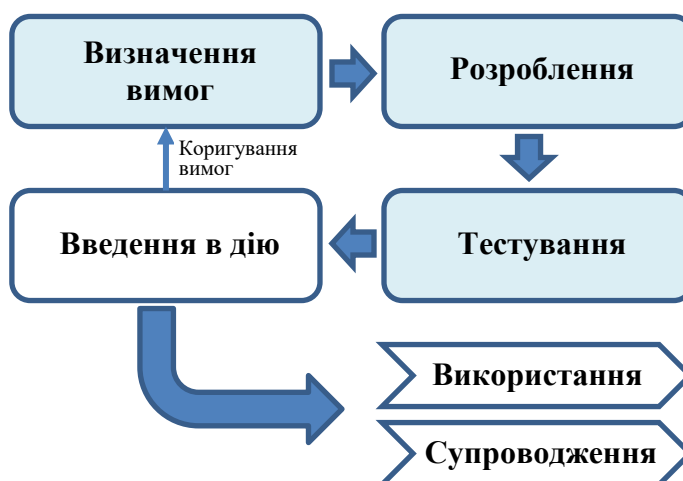 Визначення
вимог
Розроблення
Коригування
вимог
Введення в дію
Тестування
Використання
Супроводження